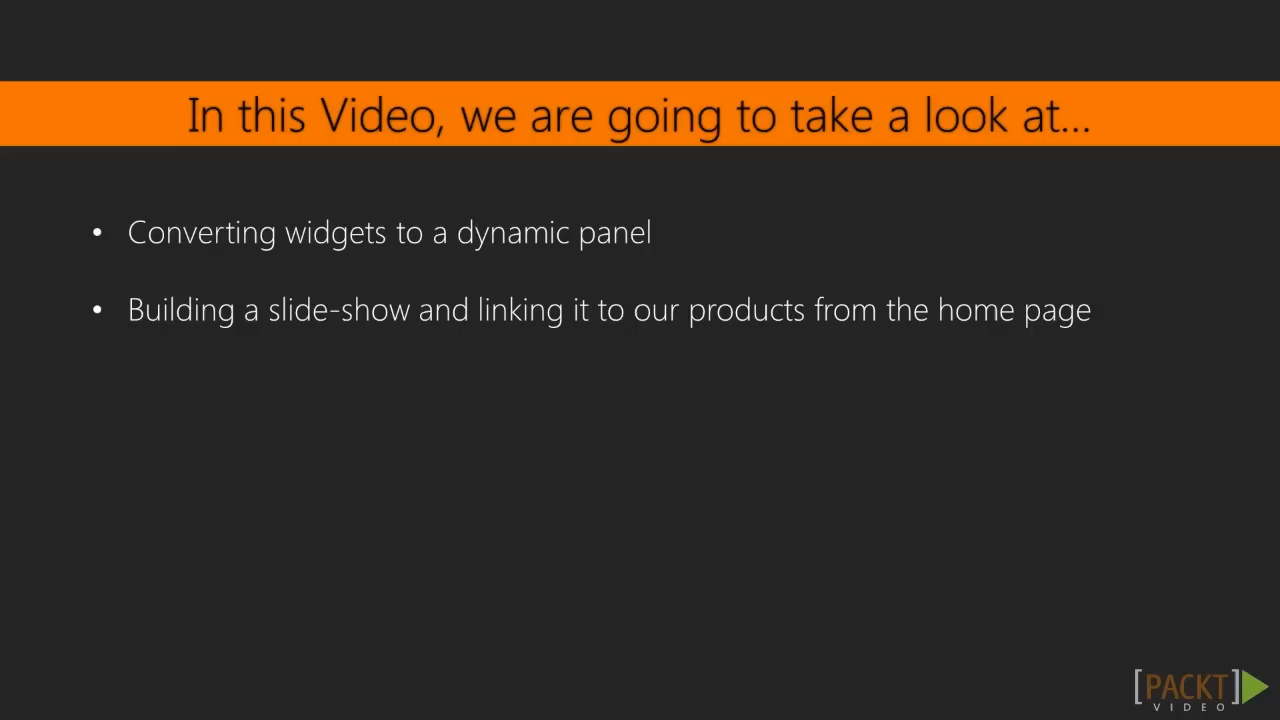 In this Video, we are going to take a look at...
• Converting widgets to a dynamic panel
• Building a slide-show and linking it to our products from the home page
[PACKT]
VIDEO